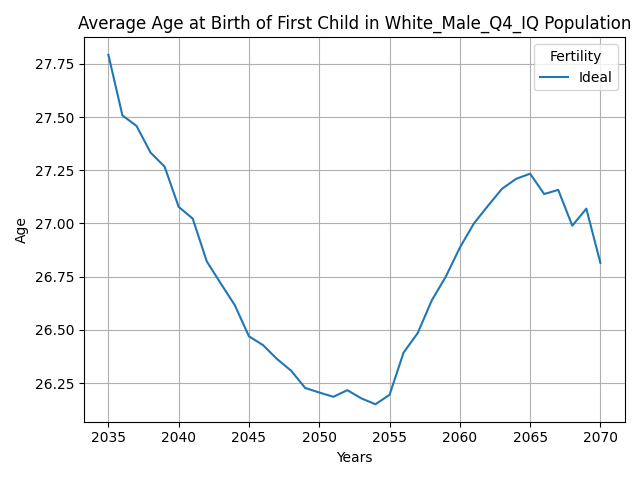 Average Age at Birth of First Child in White_Male_Q4_IQ Population
Fertility
Ideal
27.75
27.50
27.25
27.00
26.75
26.50
26.25
Age
2035 2040 2045 2050 2055 2060 2065 2070
Years